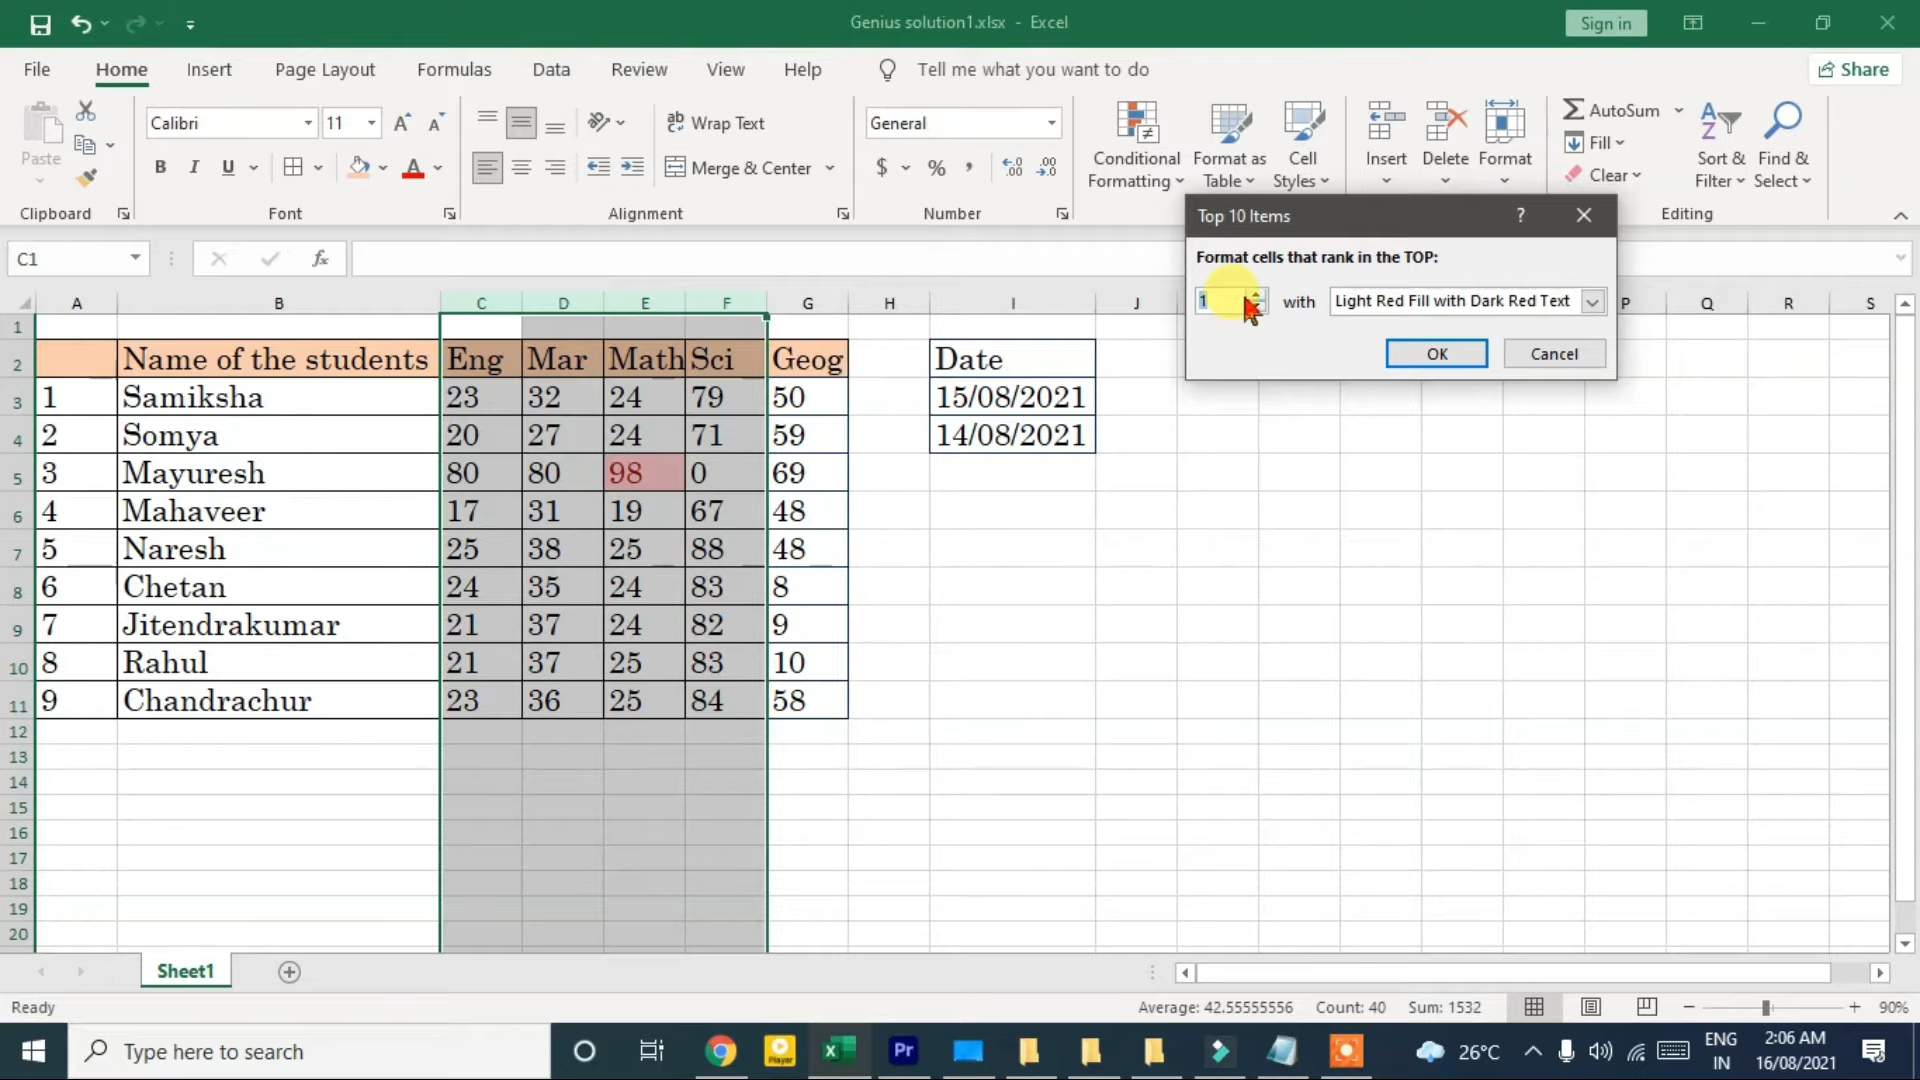 Genius solution1.xlsx - Excel
Sign in
File Home Insert Page Layout Formulas Data Review View Help Tell me what you want to do Share
Paste
Calibri 11
B I U
Wrap Text
Merge & Center
General
$ % ,
Conditional Formatting
Format as Table
Cell Styles
Insert Delete Format
AutoSum
Fill
Clear
Sort & Filter
Find & Select
Clipboard Font Alignment Number Editing
Top 10 Items ?
Format cells that rank in the TOP:
1 with Light Red Fill with Dark Red Text
OK Cancel
C1 fx
A B C D E F G H I J P Q R S
1
2 Name of the students Eng Mar Math Sci Geog Date
3 1 Samiksha 23 32 24 79 50 15/08/2021
4 2 Somya 20 27 24 71 59 14/08/2021
5 3 Mayuresh 80 80 98 0 69
6 4 Mahaveer 17 31 19 67 48
7 5 Naresh 25 38 25 88 48
8 6 Chetan 24 35 24 83 8
9 7 Jitendrakumar 21 37 24 82 9
10 8 Rahul 21 37 25 83 10
11 9 Chandrachur 23 36 25 84 58
12
13
14
15
16
17
18
19
20
Sheet1
Ready Average: 42.55555556 Count: 40 Sum: 1532 90%
Type here to search
Player
Pr
26°C
ENG
IN
2:06 AM
16/08/2021